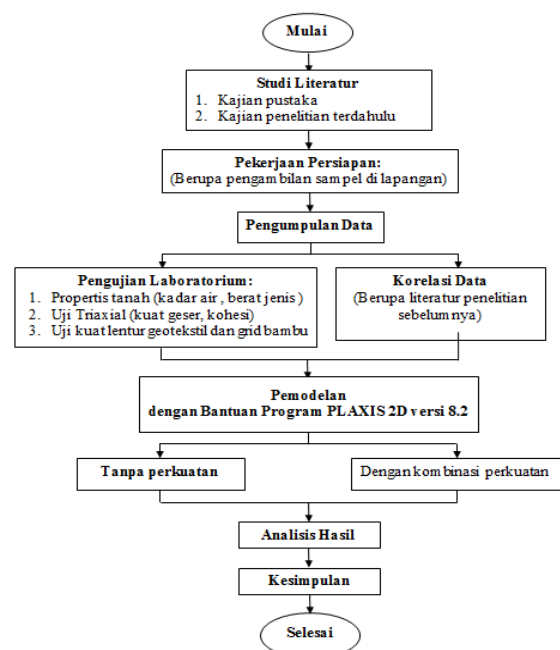 Mulai
Studi Literatur
1. Kajian pustaka
2. Kajian penelitian terdahulu
Pekerjaan Persiapan:
(Berupa pengambilan sampel di lapangan)
Pengumpulan Data
Pengujian Laboratorium:
1. Propertis tanah (kadar air , berat jenis )
2. Uji Triaxial (kuat geser, kohesi)
3. Uji kuat lentur geotekstil dan grid bambu
Korelasi Data
(Berupa literatur penelitian
sebelumnya)
Pemodelan
dengan Bantuan Program PLAXIS 2D versi 8.2
Tanpa perkuatan
Dengan kombinasi perkuatan
Analisis Hasil
Kesimpulan
Selesai